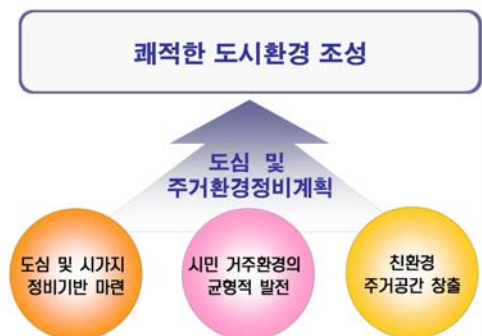 쾌적한 도시환경 조성
도심 및
주거환경정비계획
도심 및 시가지
정비기반 마련
시민 거주환경의
균형적 발전
친환경
주거공간 창출